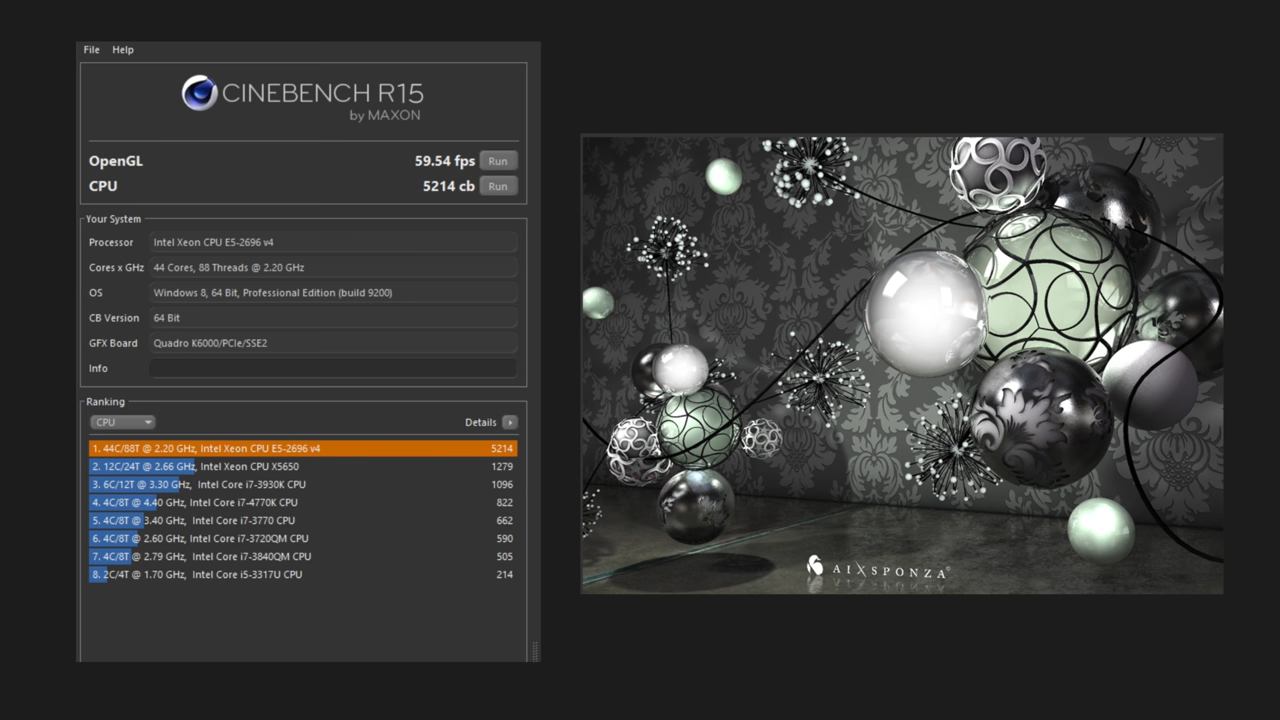 File Help
CINEBENCH R15
by MAXON
OpenGL 59.54 fps Run
CPU 5214 cb Run
Your System
Processor Intel Xeon CPU E5-2696 v4
Cores x GHz 44 Cores, 88 Threads @ 2.20 GHz
OS Windows 8, 64 Bit, Professional Edition (build 9200)
CB Version 64 Bit
GFX Board Quadro K6000/PCIe/SSE2
Info
Ranking
CPU Details
1. 44C/88T @ 2.20 GHz, Intel Xeon CPU E5-2696 v4 5214
2. 12C/24T @ 2.66 GHz, Intel Xeon CPU X5650 1279
3. 6C/12T @ 3.30 GHz, Intel Core i7-3930K CPU 1096
4. 4C/8T @ 4.40 GHz, Intel Core i7-4770K CPU 822
5. 4C/8T @ 3.40 GHz, Intel Core i7-3770 CPU 662
6. 4C/8T @ 2.60 GHz, Intel Core i7-3720QM CPU 590
7. 4C/8T @ 2.79 GHz, Intel Core i7-3840QM CPU 505
8. 2C/4T @ 1.70 GHz, Intel Core i5-3317U CPU 214
AIXSPONZA®